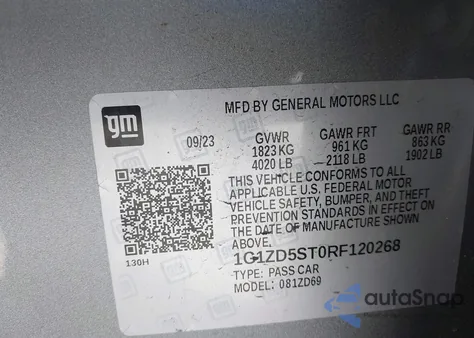 gm
MFD BY GENERAL MOTORS LLC
09/23 GVWR GAWR FRT GAWR RR
1823 KG 961 KG 863 KG
4020 LB 2118 LB 1902 LB
THIS VEHICLE CONFORMS TO ALL
APPLICABLE U.S. FEDERAL MOTOR
VEHICLE SAFETY, BUMPER, AND THEFT
PREVENTION STANDARDS IN EFFECT ON
THE DATE OF MANUFACTURE SHOWN
ABOVE.
130H
1G1ZD5ST0RF120268
TYPE: PASS CAR
MODEL: 081ZD69
autoSnap